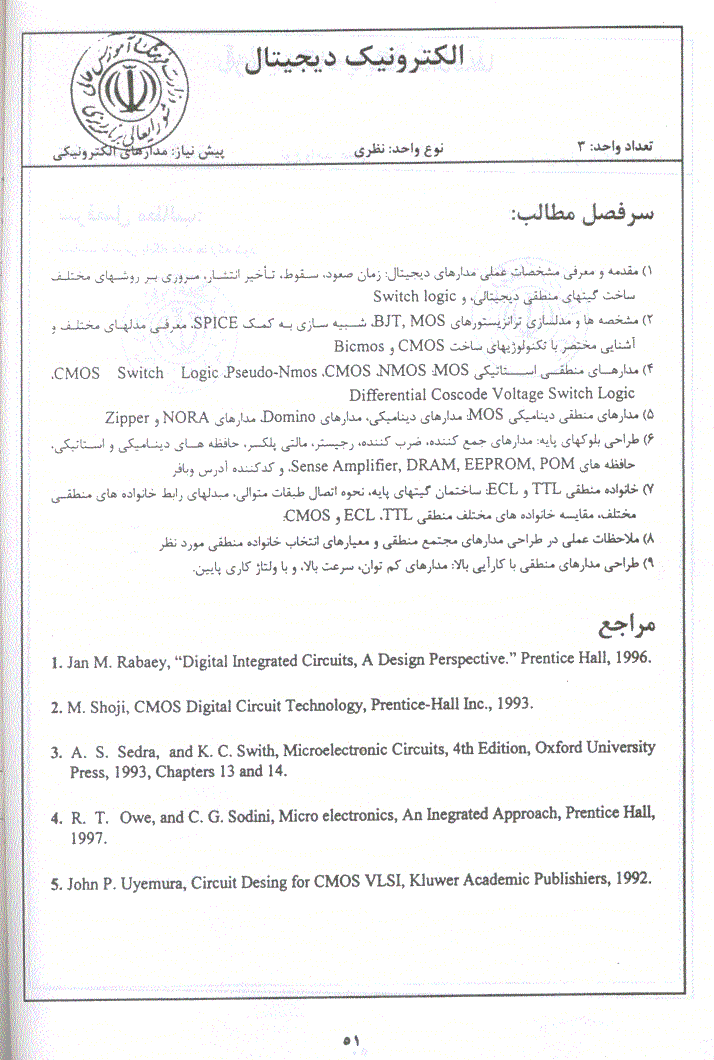 الکترونیک دیجیتال
تعداد واحد: ۳ نوع واحد: نظری پیش نیاز: مدارهای الکترونیکی
سرفصل مطالب:
۱) مقدمه و معرفی مشخصات عملی مدارهای دیجیتال: زمان صعود، سقوط، تأخیر انتشار، مروری بر روشهای مختلف
ساخت گیتهای منطقی دیجیتالی، و Switch logic
۲) مشخصه ها و مدلسازی ترانزیستورهای BJT, MOS، شبیه سازی به کمک SPICE، معرفی مدلهای مختلف و
آشنایی مختصر با تکنولوژیهای ساخت CMOS و Bicmos
۴) مدارهای منطقی استاتیکی MOS: CMOS، NMOS، Pseudo-Nmos، CMOS Switch Logic،
Differential Coscode Voltage Switch Logic
۵) مدارهای منطقی دینامیکی MOS: مدارهای دینامیکی، مدارهای Domino، مدارهای NORA و Zipper
۶) طراحی بلوکهای پایه: مدارهای جمع کننده، ضرب کننده، رجیستر، مالتی پلکسر، حافظه های دینامیکی و استاتیکی،
حافظه های Sense Amplifier, DRAM, EEPROM, POM، و کدکننده آدرس وبافر
۷) خانواده منطقی TTL و ECL: ساختمان گیتهای پایه، نحوه اتصال طبقات متوالی، مبدلهای رابط خانواده های منطقی
مختلف، مقایسه خانواده های مختلف منطقی ECL، TTL و CMOS.
۸) ملاحظات عملی در طراحی مدارهای مجتمع منطقی و معیارهای انتخاب خانواده منطقی مورد نظر
۹) طراحی مدارهای منطقی با کارآیی بالا: مدارهای کم توان، سرعت بالا، و با ولتاژ کاری پایین.
مراجع
1. Jan M. Rabaey, “Digital Integrated Circuits, A Design Perspective.” Prentice Hall, 1996.
2. M. Shoji, CMOS Digital Circuit Technology, Prentice-Hall Inc., 1993.
3. A. S. Sedra, and K. C. Swith, Microelectronic Circuits, 4th Edition, Oxford University
Press, 1993, Chapters 13 and 14.
4. R. T. Owe, and C. G. Sodini, Micro electronics, An Inegrated Approach, Prentice Hall,
1997.
5. John P. Uyemura, Circuit Desing for CMOS VLSI, Kluwer Academic Publishiers, 1992.
۵۱